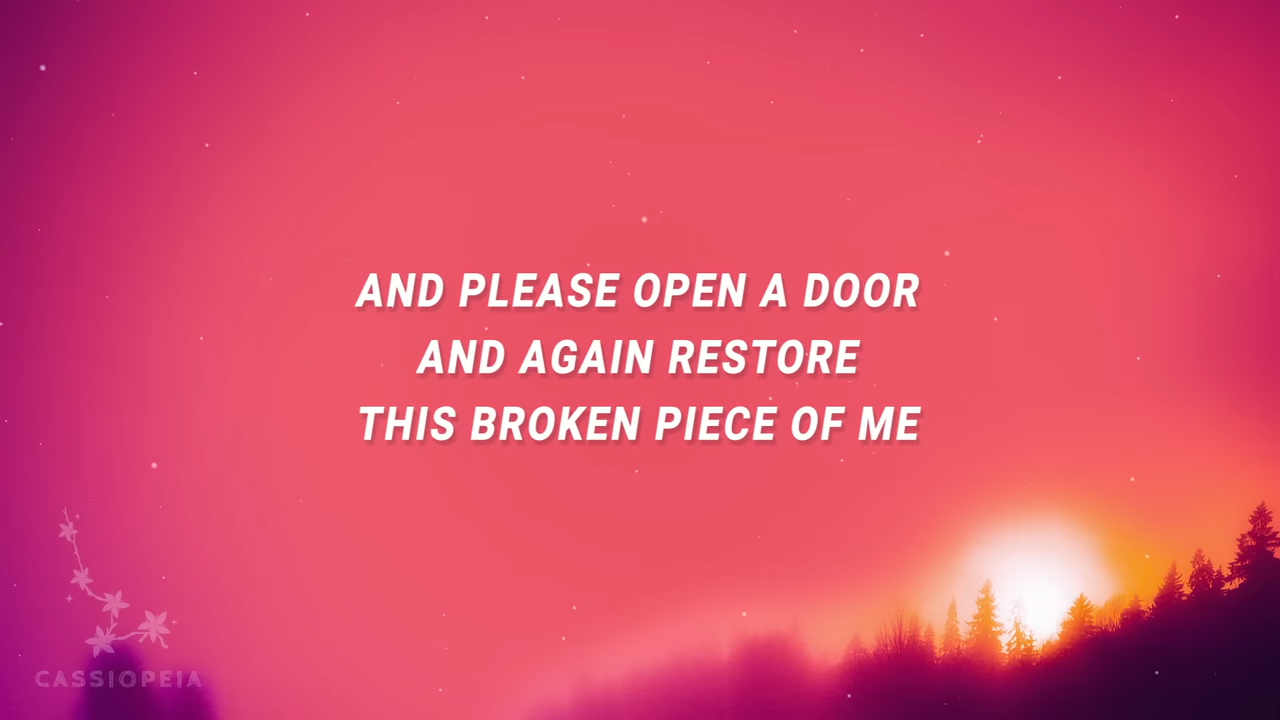 AND PLEASE OPEN A DOOR
AND AGAIN RESTORE
THIS BROKEN PIECE OF ME
CASSIOPEIA